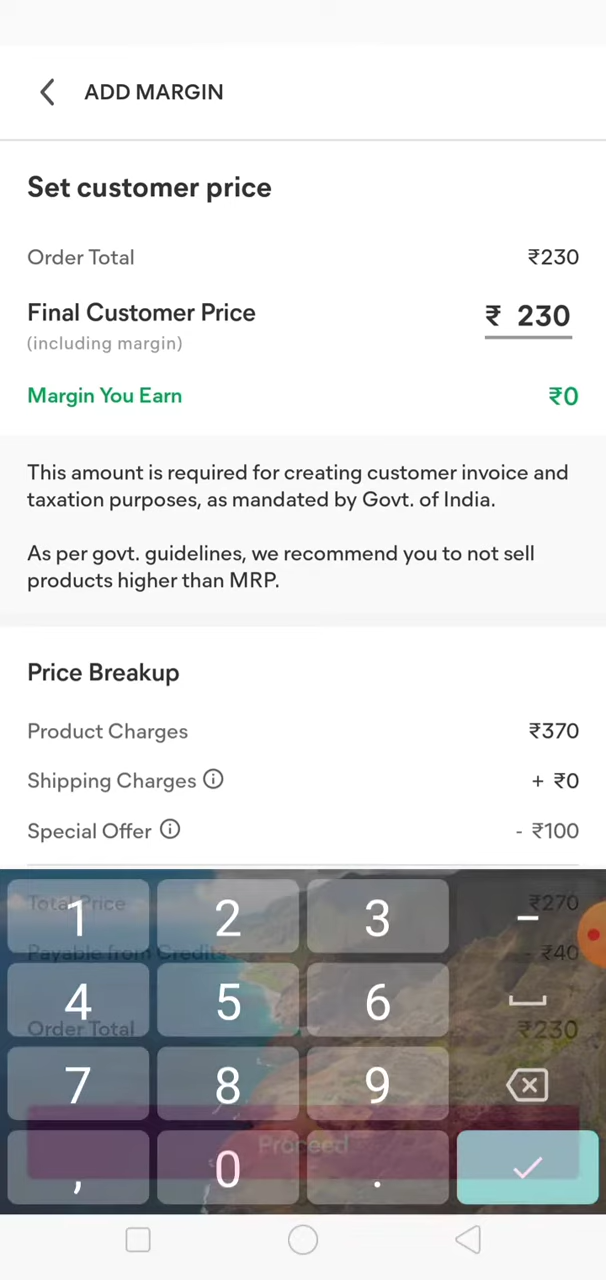 ADD MARGIN
Set customer price
Order Total ₹230
Final Customer Price ₹ 230
(including margin)
Margin You Earn ₹0
This amount is required for creating customer invoice and
taxation purposes, as mandated by Govt. of India.
As per govt. guidelines, we recommend you to not sell
products higher than MRP.
Price Breakup
Product Charges ₹370
Shipping Charges + ₹0
Special Offer - ₹100
Total Price ₹270
Payable from Credits - ₹40
Order Total ₹230
Proceed
1 2 3 –
4 5 6
7 8 9
, 0 .